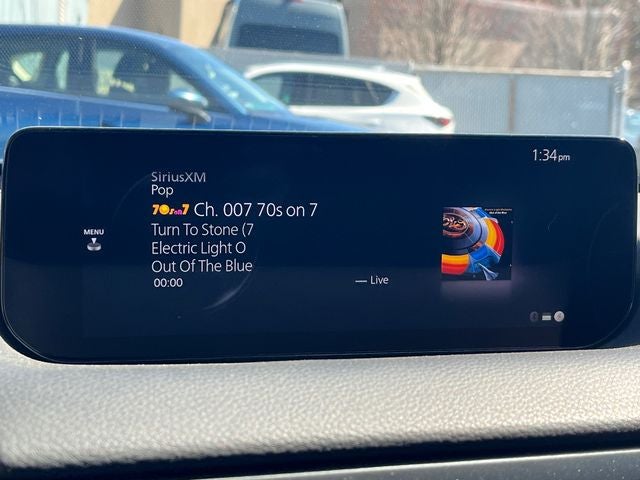 1:34pm
SiriusXM
Pop
70s on 7 Ch. 007 70s on 7
Turn To Stone (7
MENU
Electric Light O
Out Of The Blue
00:00
Live